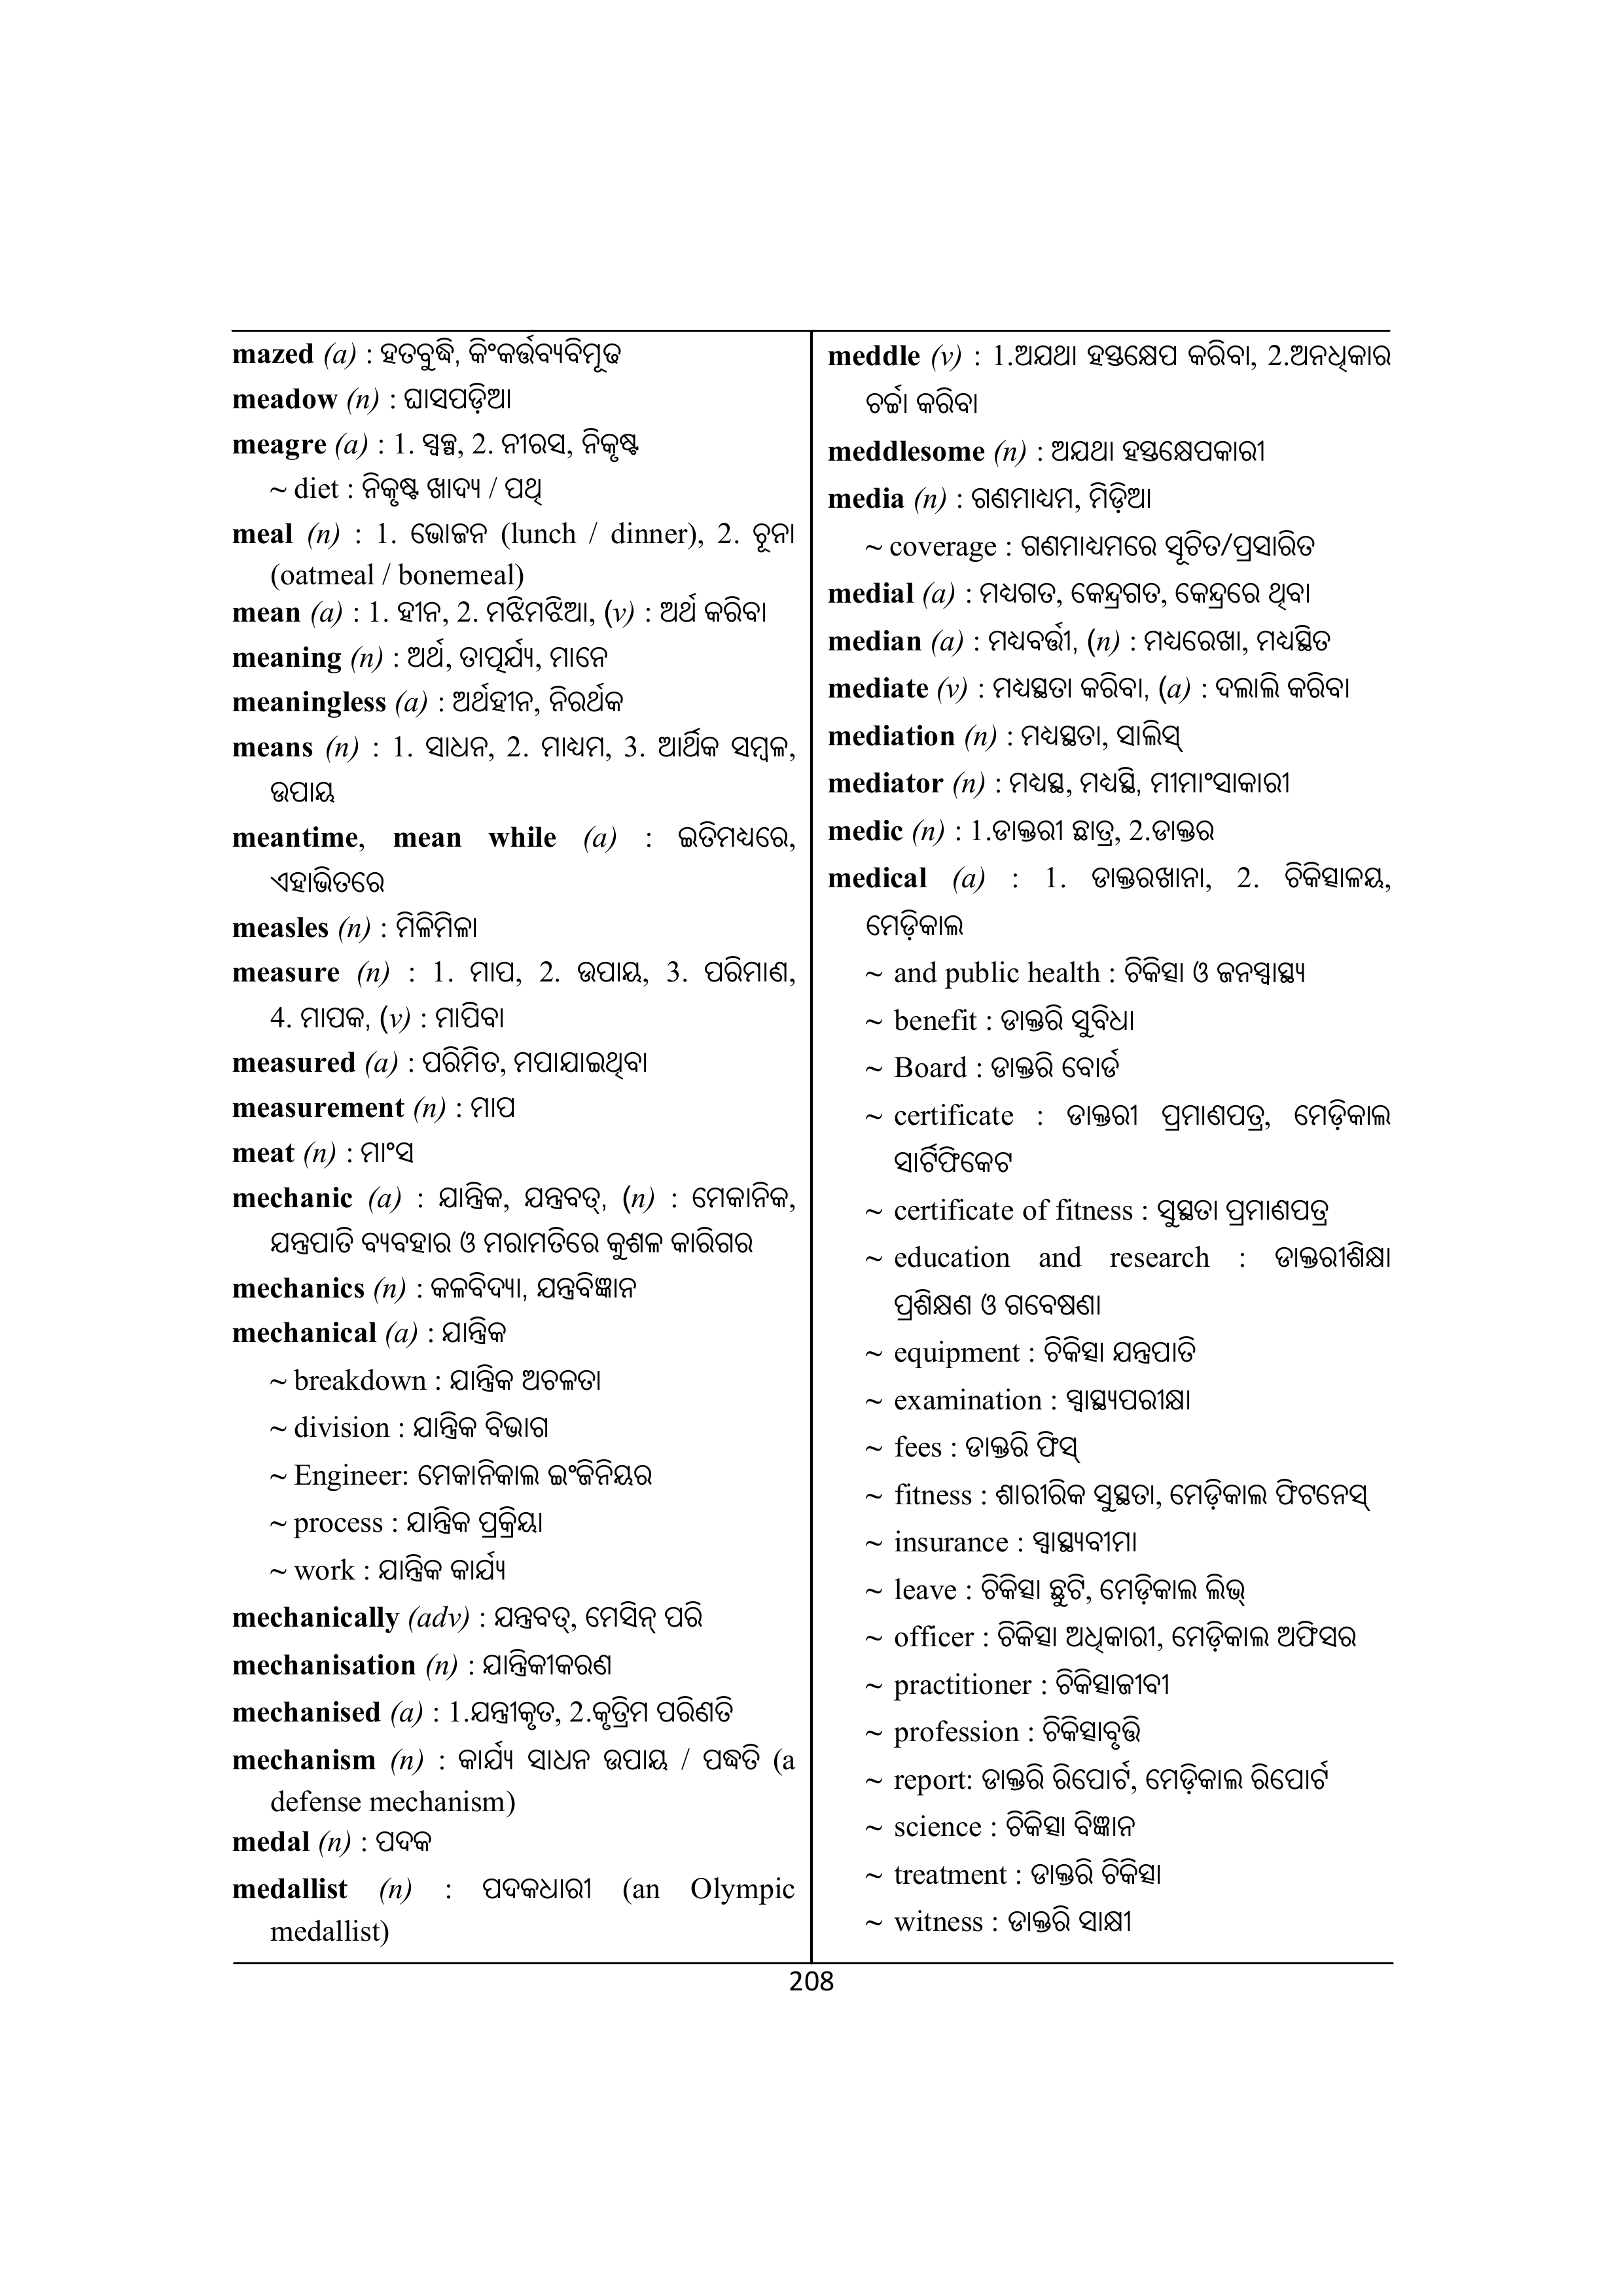 mazed (a) : ହତବୁଦ୍ଧି, କିଂକର୍ତ୍ତବ୍ୟବିମୂଢ
meadow (n) : ଘାସପଡ଼ିଆ
meagre (a) : 1. ସ୍ୱଳ୍ପ, 2. ନୀରସ, ନିକୃଷ୍ଟ
~ diet : ନିକୃଷ୍ଟ ଖାଦ୍ୟ / ପଥି
meal (n) : 1. ଭୋଜନ (lunch / dinner), 2. ଚୂନା
(oatmeal / bonemeal)
mean (a) : 1. ହୀନ, 2. ମଝିମଝିଆ, (v) : ଅର୍ଥ କରିବା
meaning (n) : ଅର୍ଥ, ତାତ୍ପର୍ଯ୍ୟ, ମାନେ
meaningless (a) : ଅର୍ଥହୀନ, ନିରର୍ଥକ
means (n) : 1. ସାଧନ, 2. ମାଧ୍ୟମ, 3. ଆର୍ଥିକ ସମ୍ବଳ,
ଉପାୟ
meantime, mean while (a) : ଇତିମଧ୍ୟରେ,
ଏହାଭିତରେ
measles (n) : ମିଳିମିଳା
measure (n) : 1. ମାପ, 2. ଉପାୟ, 3. ପରିମାଣ,
4. ମାପକ, (v) : ମାପିବା
measured (a) : ପରିମିତ, ମପାଯାଇଥିବା
measurement (n) : ମାପ
meat (n) : ମାଂସ
mechanic (a) : ଯାନ୍ତ୍ରିକ, ଯନ୍ତ୍ରବତ୍, (n) : ମେକାନିକ,
ଯନ୍ତ୍ରପାତି ବ୍ୟବହାର ଓ ମରାମତିରେ କୁଶଳ କାରିଗର
mechanics (n) : କଳବିଦ୍ୟା, ଯନ୍ତ୍ରବିଜ୍ଞାନ
mechanical (a) : ଯାନ୍ତ୍ରିକ
~ breakdown : ଯାନ୍ତ୍ରିକ ଅଚଳତା
~ division : ଯାନ୍ତ୍ରିକ ବିଭାଗ
~ Engineer: ମେକାନିକାଲ ଇଂଜିନିୟର
~ process : ଯାନ୍ତ୍ରିକ ପ୍ରକ୍ରିୟା
~ work : ଯାନ୍ତ୍ରିକ କାର୍ଯ୍ୟ
mechanically (adv) : ଯନ୍ତ୍ରବତ୍, ମେସିନ୍ ପରି
mechanisation (n) : ଯାନ୍ତ୍ରିକୀକରଣ
mechanised (a) : 1.ଯନ୍ତ୍ରୀକୃତ, 2.କୃତ୍ରିମ ପରିଣତି
mechanism (n) : କାର୍ଯ୍ୟ ସାଧନ ଉପାୟ / ପଦ୍ଧତି (a
defense mechanism)
medal (n) : ପଦକ
medallist (n) : ପଦକଧାରୀ (an Olympic
medallist)
meddle (v) : 1.ଅଯଥା ହସ୍ତକ୍ଷେପ କରିବା, 2.ଅନଧିକାର
ଚର୍ଚ୍ଚା କରିବା
meddlesome (n) : ଅଯଥା ହସ୍ତକ୍ଷେପକାରୀ
media (n) : ଗଣମାଧ୍ୟମ, ମିଡ଼ିଆ
~ coverage : ଗଣମାଧ୍ୟମରେ ସୂଚିତ/ପ୍ରସାରିତ
medial (a) : ମଧ୍ୟଗତ, କେନ୍ଦ୍ରଗତ, କେନ୍ଦ୍ରରେ ଥିବା
median (a) : ମଧ୍ୟବର୍ତ୍ତୀ, (n) : ମଧ୍ୟରେଖା, ମଧ୍ୟସ୍ଥିତ
mediate (v) : ମଧ୍ୟସ୍ଥତା କରିବା, (a) : ଦଲାଲି କରିବା
mediation (n) : ମଧ୍ୟସ୍ଥତା, ସାଲିସ୍
mediator (n) : ମଧ୍ୟସ୍ଥ, ମଧ୍ୟସ୍ଥି, ମୀମାଂସାକାରୀ
medic (n) : 1.ଡାକ୍ତରୀ ଛାତ୍ର, 2.ଡାକ୍ତର
medical (a) : 1. ଡାକ୍ତରଖାନା, 2. ଚିକିତ୍ସାଳୟ,
ମେଡ଼ିକାଲ
~ and public health : ଚିକିତ୍ସା ଓ ଜନସ୍ୱାସ୍ଥ୍ୟ
~ benefit : ଡାକ୍ତରି ସୁବିଧା
~ Board : ଡାକ୍ତରି ବୋର୍ଡ
~ certificate : ଡାକ୍ତରୀ ପ୍ରମାଣପତ୍ର, ମେଡ଼ିକାଲ
ସାର୍ଟିଫିକେଟ
~ certificate of fitness : ସୁସ୍ଥତା ପ୍ରମାଣପତ୍ର
~ education and research : ଡାକ୍ତରୀଶିକ୍ଷା
ପ୍ରଶିକ୍ଷଣ ଓ ଗବେଷଣା
~ equipment : ଚିକିତ୍ସା ଯନ୍ତ୍ରପାତି
~ examination : ସ୍ୱାସ୍ଥ୍ୟପରୀକ୍ଷା
~ fees : ଡାକ୍ତରି ଫିସ୍
~ fitness : ଶାରୀରିକ ସୁସ୍ଥତା, ମେଡ଼ିକାଲ ଫିଟନେସ୍
~ insurance : ସ୍ୱାସ୍ଥ୍ୟବୀମା
~ leave : ଚିକିତ୍ସା ଛୁଟି, ମେଡ଼ିକାଲ ଲିଭ୍
~ officer : ଚିକିତ୍ସା ଅଧିକାରୀ, ମେଡ଼ିକାଲ ଅଫିସର
~ practitioner : ଚିକିତ୍ସାଜୀବୀ
~ profession : ଚିକିତ୍ସାବୃତ୍ତି
~ report: ଡାକ୍ତରି ରିପୋର୍ଟ, ମେଡ଼ିକାଲ ରିପୋର୍ଟ
~ science : ଚିକିତ୍ସା ବିଜ୍ଞାନ
~ treatment : ଡାକ୍ତରି ଚିକିତ୍ସା
~ witness : ଡାକ୍ତରି ସାକ୍ଷୀ
208